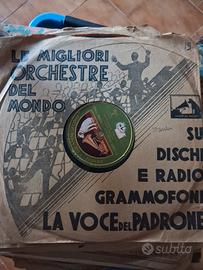 LE MIGLIORI
ORCHESTRE
DEL
MONDO
SU
DISCHI
E RADIO
GRAMMOFONI
LA VOCE DEL PADRONE
subito